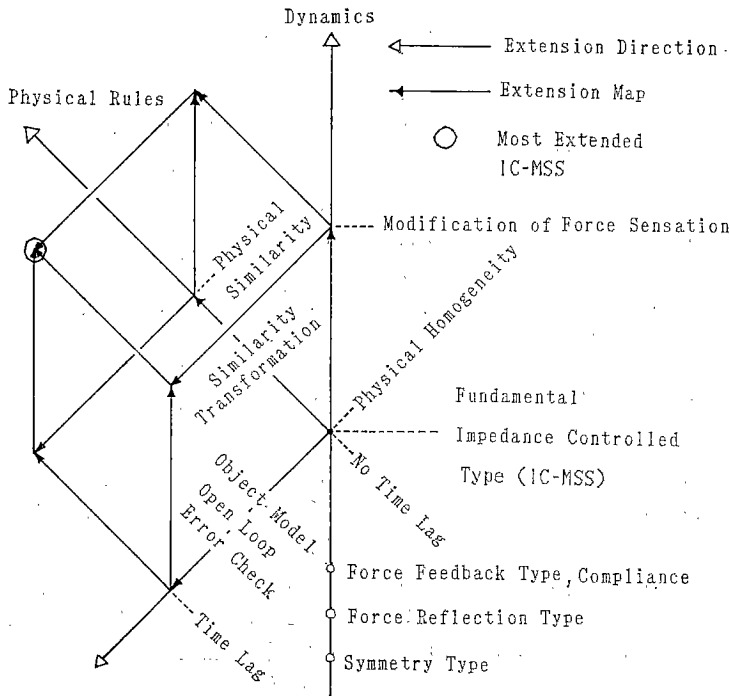 Dynamics
Extension Direction
Physical Rules
Extension Map
Most Extended
IC-MSS
Modification of Force Sensation
Physical
Similarity
Similarity
Transformation
Physical Homogeneity
Fundamental
Impedance Controlled
Type (IC-MSS)
No Time Lag
Object Model
Open Loop
Error Check
Force Feedback Type, Compliance
Force Reflection Type
Time Lag
Symmetry Type